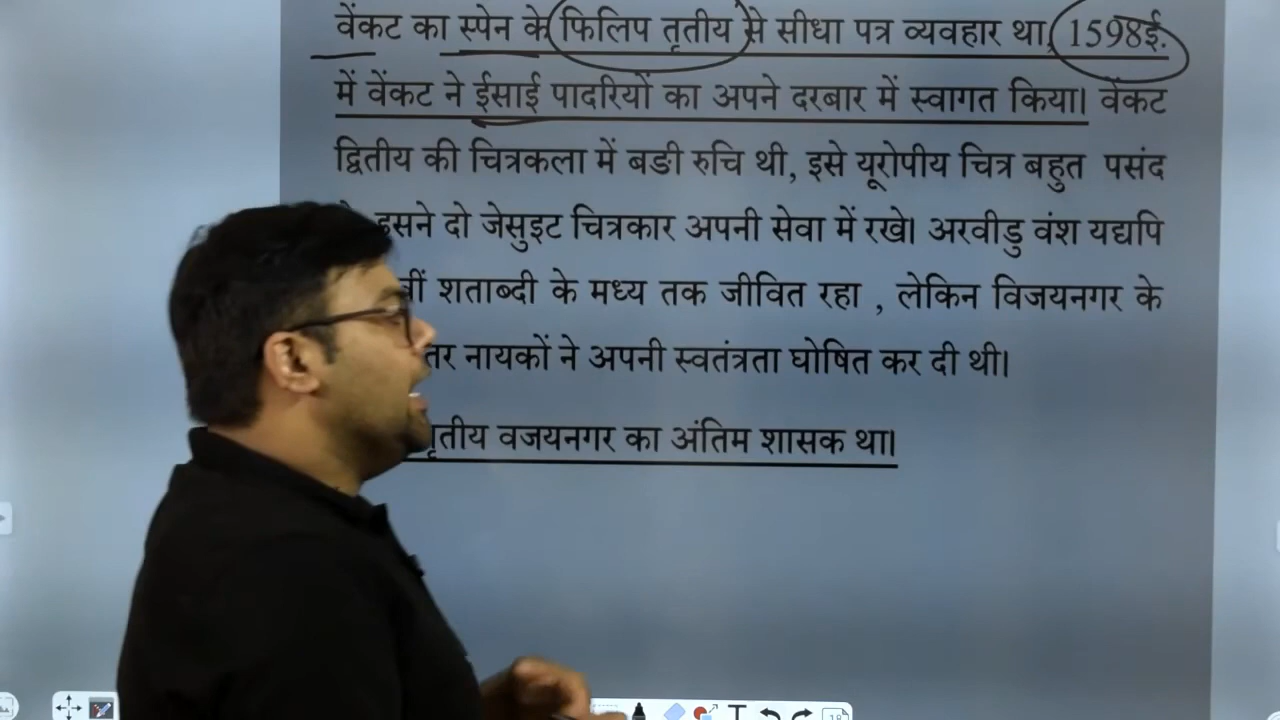 वेंकट का स्पेन के फिलिप तृतीय से सीधा पत्र व्यवहार था, 1598ई.
में वेंकट ने ईसाई पादरियों का अपने दरबार में स्वागत किया। वेंकट
द्वितीय की चित्रकला में बङी रुचि थी, इसे यूरोपीय चित्र बहुत पसंद
इसने दो जेसुइट चित्रकार अपनी सेवा में रखे। अरवीडु वंश यद्यपि
शताब्दी के मध्य तक जीवित रहा , लेकिन विजयनगर के
नायकों ने अपनी स्वतंत्रता घोषित कर दी थी।
वजयनगर का अंतिम शासक था।